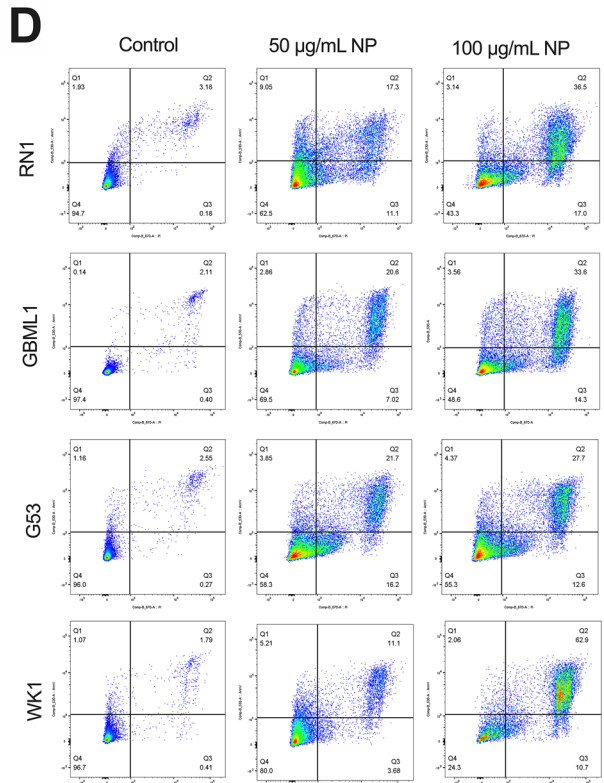 D
Control 50 µg/mL NP 100 µg/mL NP
RN1
Q1 Q2 Q1 Q2 Q1 Q2
1.93 3.18 9.05 17.3 3.14 36.5
Q4 Q3 Q4 Q3 Q4 Q3
94.7 0.18 62.5 11.1 43.3 17.0
GBML1
Q1 Q2 Q1 Q2 Q1 Q2
0.14 2.11 2.86 20.6 3.56 33.6
Q4 Q3 Q4 Q3 Q4 Q3
97.4 0.40 69.5 7.02 48.6 14.3
G53
Q1 Q2 Q1 Q2 Q1 Q2
1.16 2.55 3.85 21.7 4.37 27.7
Q4 Q3 Q4 Q3 Q4 Q3
96.0 0.27 58.3 16.2 55.3 12.6
WK1
Q1 Q2 Q1 Q2 Q1 Q2
1.07 1.79 5.21 11.1 2.06 62.9
Q4 Q3 Q4 Q3 Q4 Q3
96.7 0.41 80.0 3.68 24.3 10.7